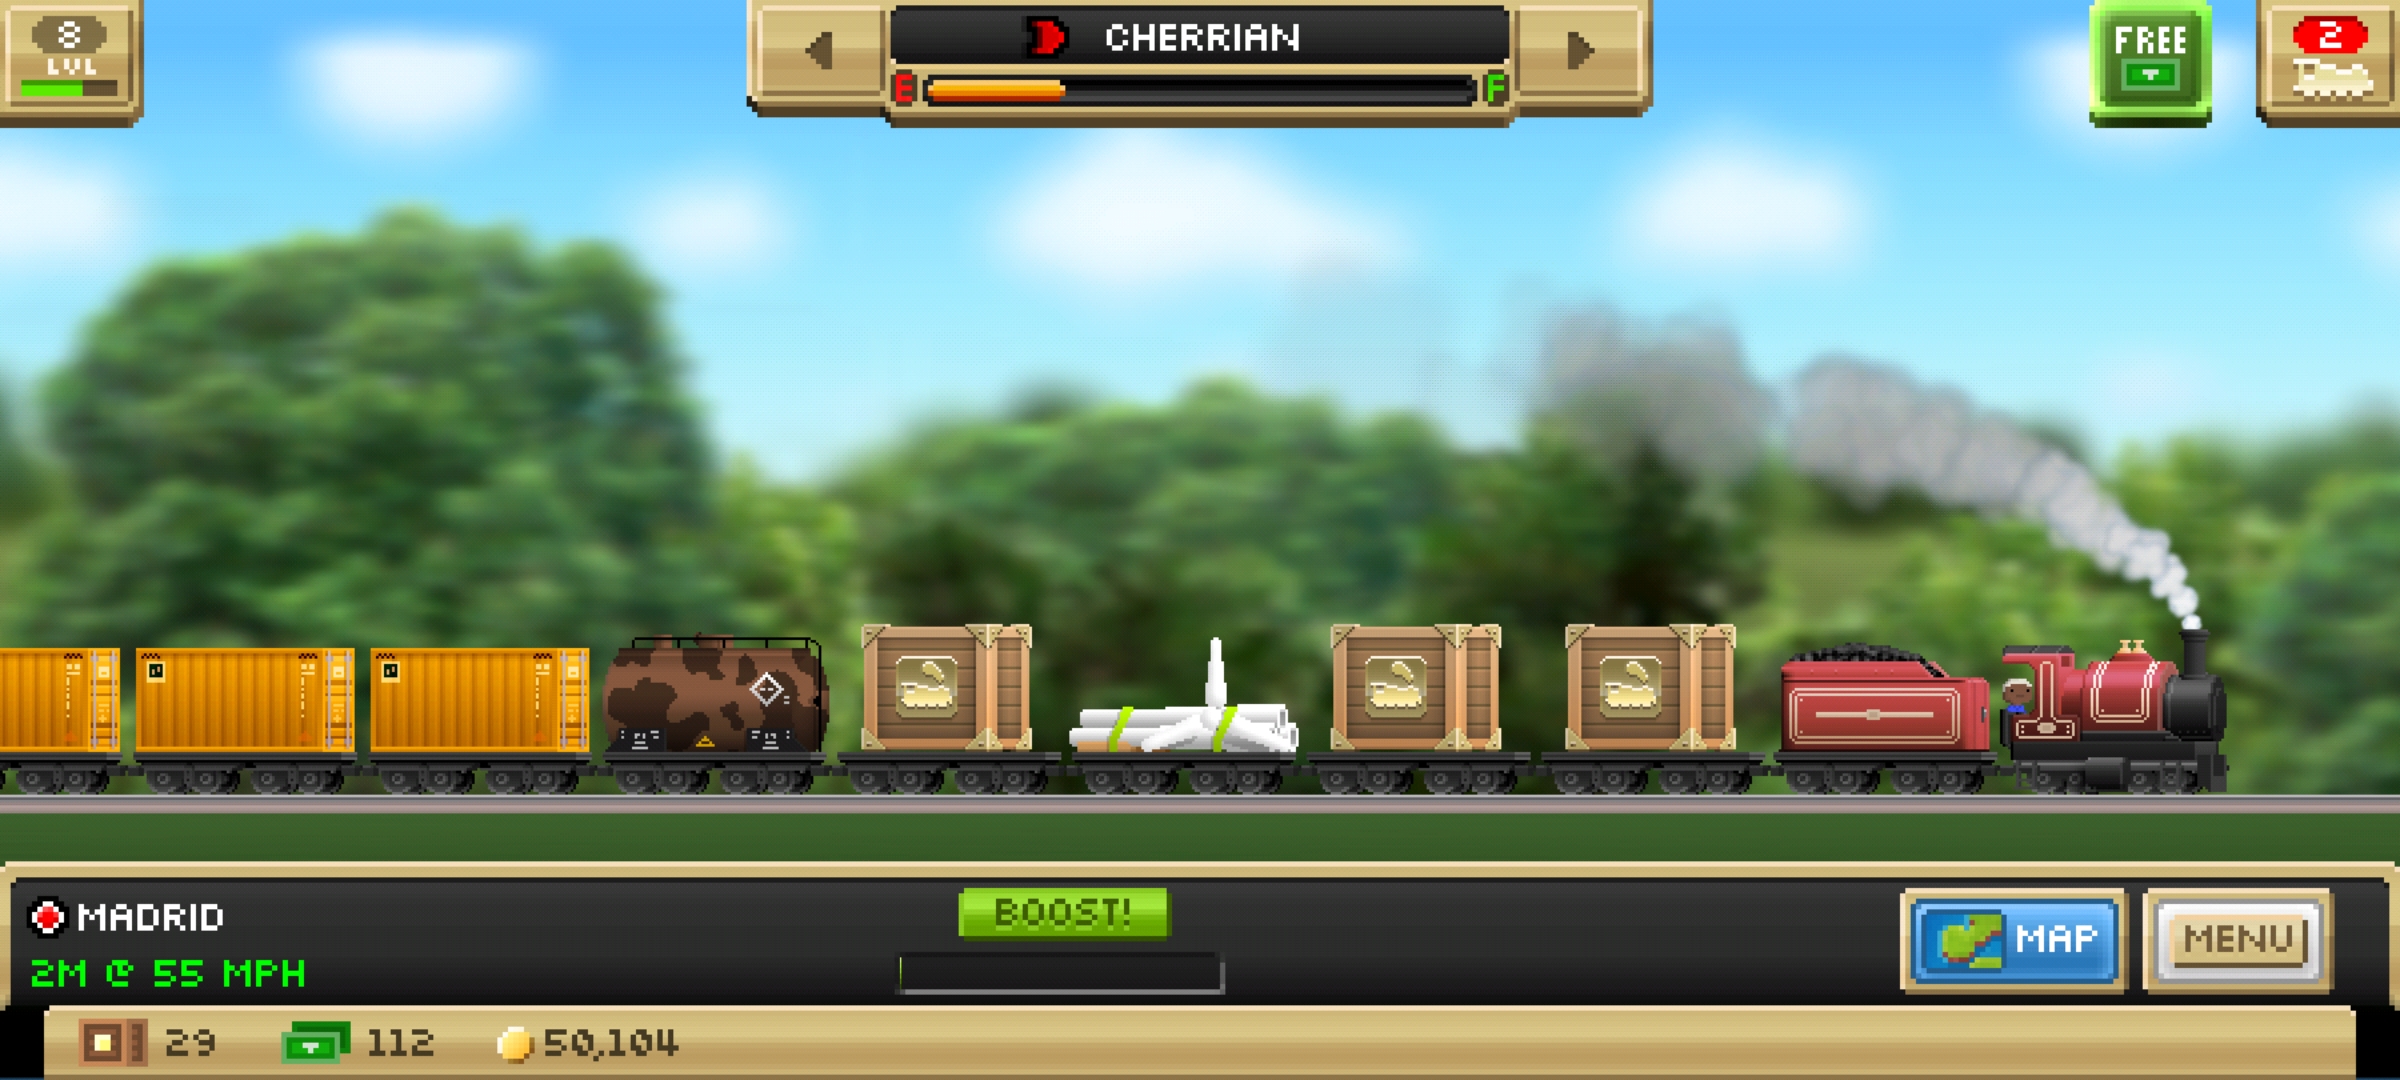 8
LVL
CHERRIAN
E F
FREE
2
MADRID
2M @ 55 MPH
BOOST!
MAP
MENU
29 112 50,104